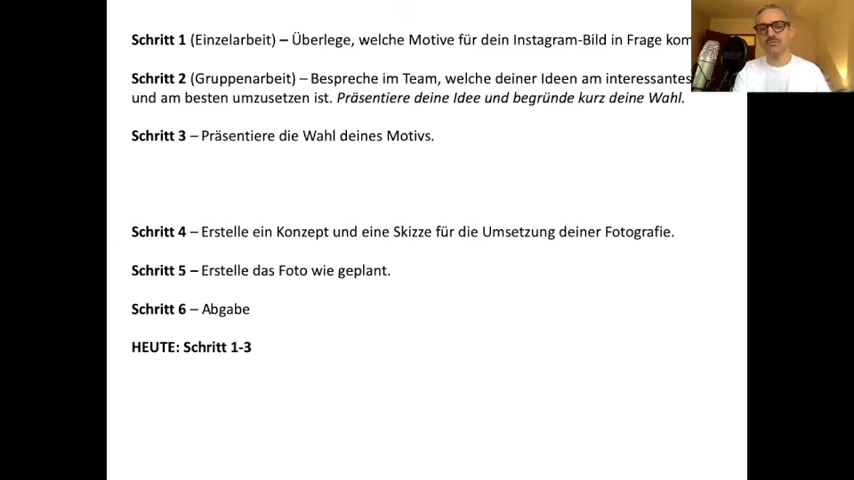 Schritt 1 (Einzelarbeit) – Überlege, welche Motive für dein Instagram-Bild in Frage kom
Schritt 2 (Gruppenarbeit) – Bespreche im Team, welche deiner Ideen am interessantes
und am besten umzusetzen ist. Präsentiere deine Idee und begründe kurz deine Wahl.
Schritt 3 – Präsentiere die Wahl deines Motivs.
Schritt 4 – Erstelle ein Konzept und eine Skizze für die Umsetzung deiner Fotografie.
Schritt 5 – Erstelle das Foto wie geplant.
Schritt 6 – Abgabe
HEUTE: Schritt 1-3